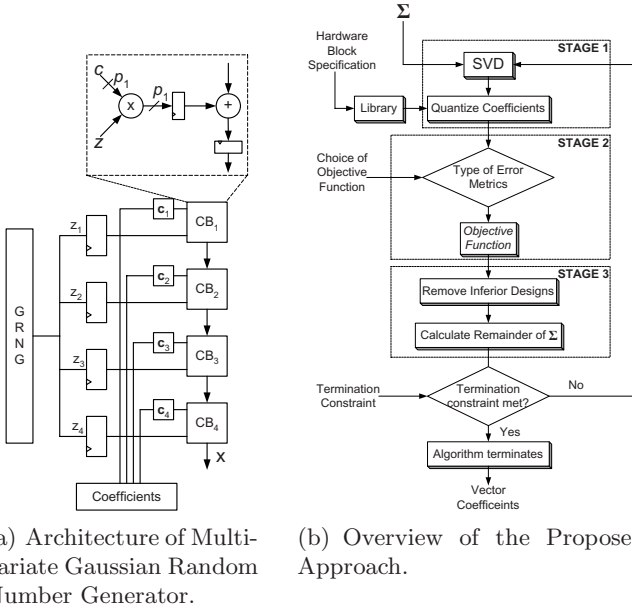 c
p1
x
p1
+
z
z1
c1
CB1
z2
c2
CB2
G
R
N
G
z3
c3
CB3
z4
c4
CB4
x
Coefficients
a) Architecture of Multi-
ariate Gaussian Random
Number Generator.
Σ
Hardware
Block
Specification
STAGE 1
SVD
Library
Quantize Coefficients
STAGE 2
Choice of
Objective
Function
Type of Error
Metrics
Objective
Function
STAGE 3
Remove Inferior Designs
Calculate Remainder of Σ
Termination
Constraint
Termination
constraint met?
No
Yes
Algorithm terminates
Vector
Coefficeints
(b) Overview of the Propose
Approach.